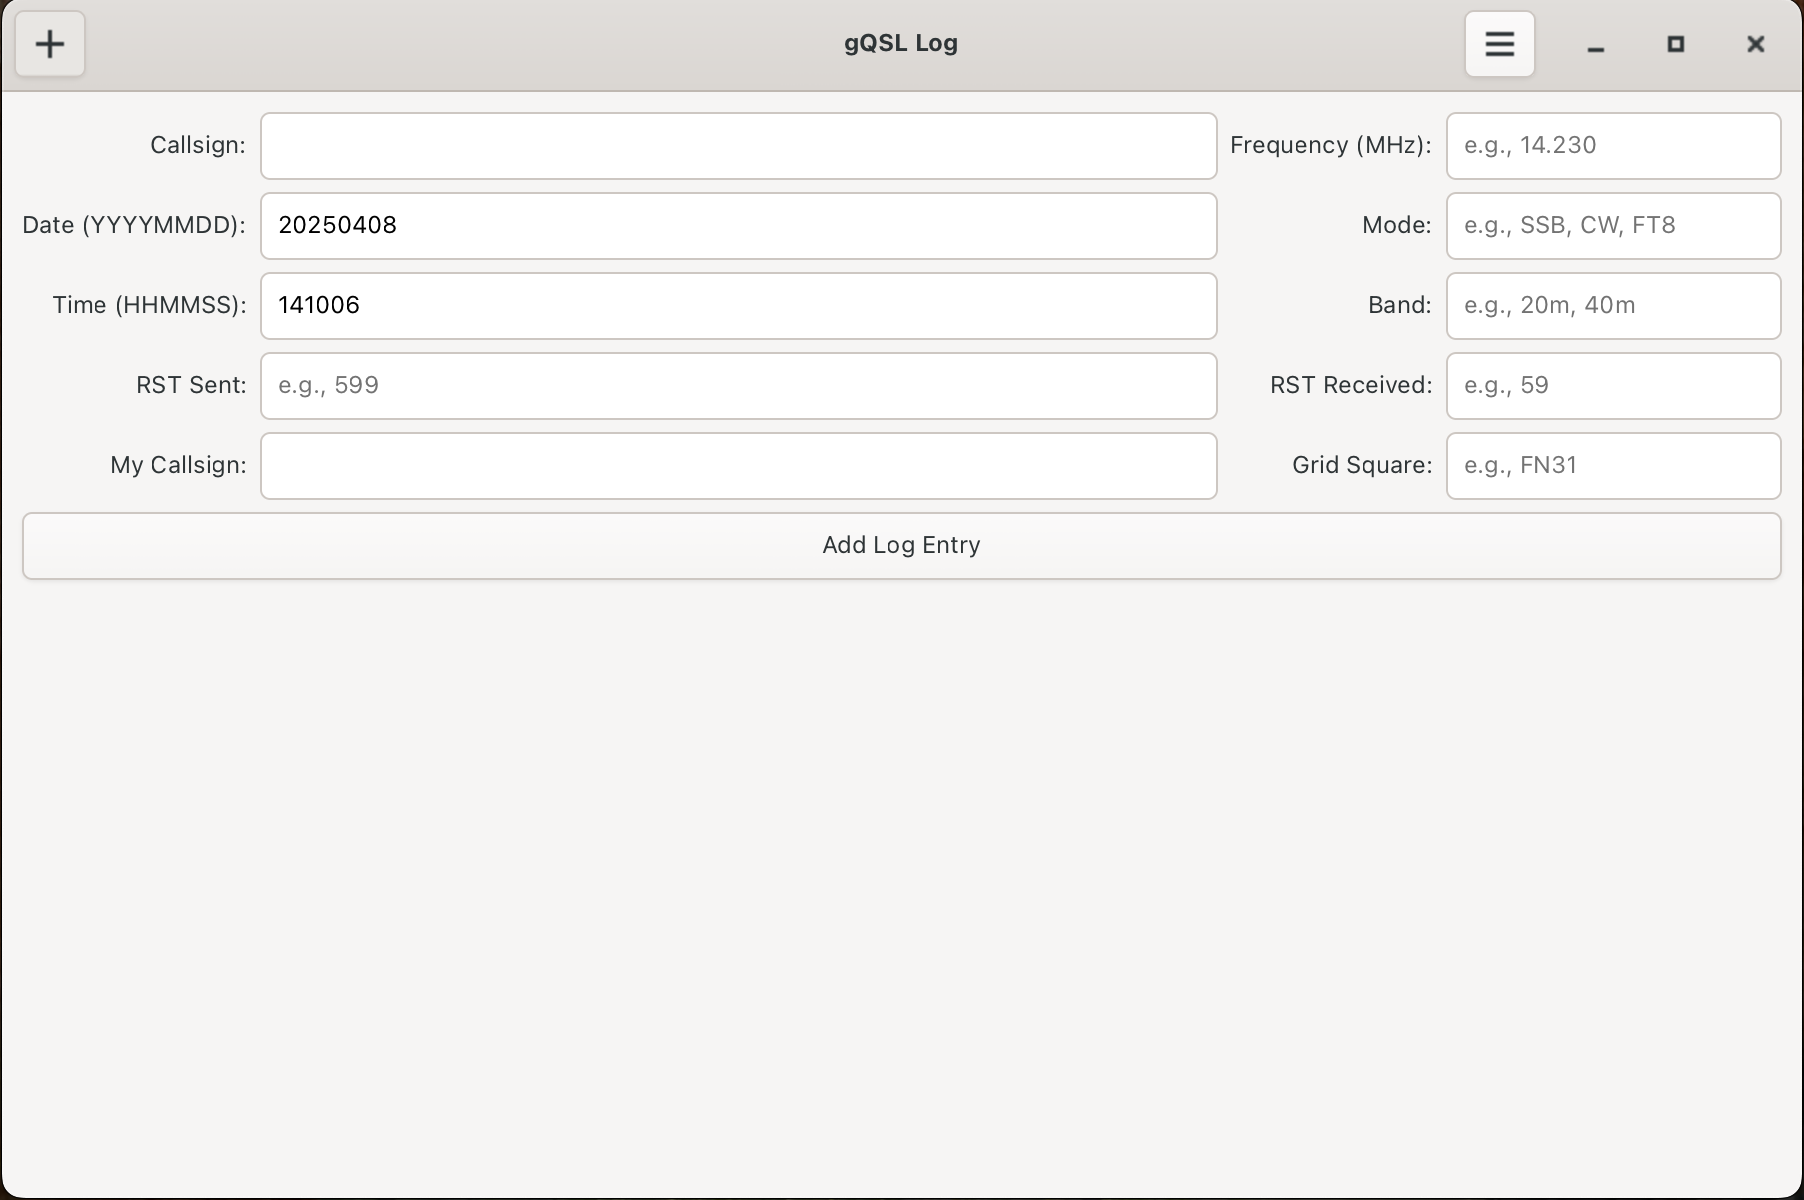 gQSL Log
Callsign:
Frequency (MHz): e.g., 14.230
Date (YYYYMMDD): 20250408
Mode: e.g., SSB, CW, FT8
Time (HHMMSS): 141006
Band: e.g., 20m, 40m
RST Sent: e.g., 599
RST Received: e.g., 59
My Callsign:
Grid Square: e.g., FN31
Add Log Entry